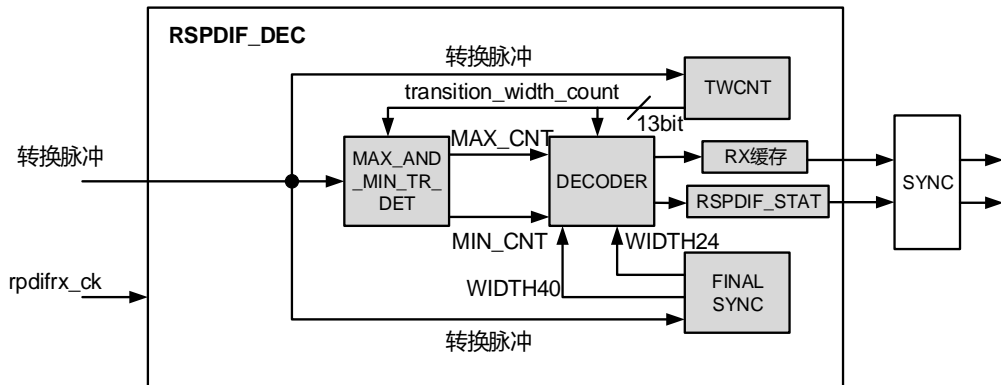 RSPDIF_DEC
转换脉冲
TWCNT
transition_width_count
13bit
转换脉冲
MAX_CNT
MAX_AND
_MIN_TR_
DET
DECODER
RX缓存
SYNC
RSPDIF_STAT
MIN_CNT
WIDTH24
rpdifrx_ck
WIDTH40
FINAL
SYNC
转换脉冲